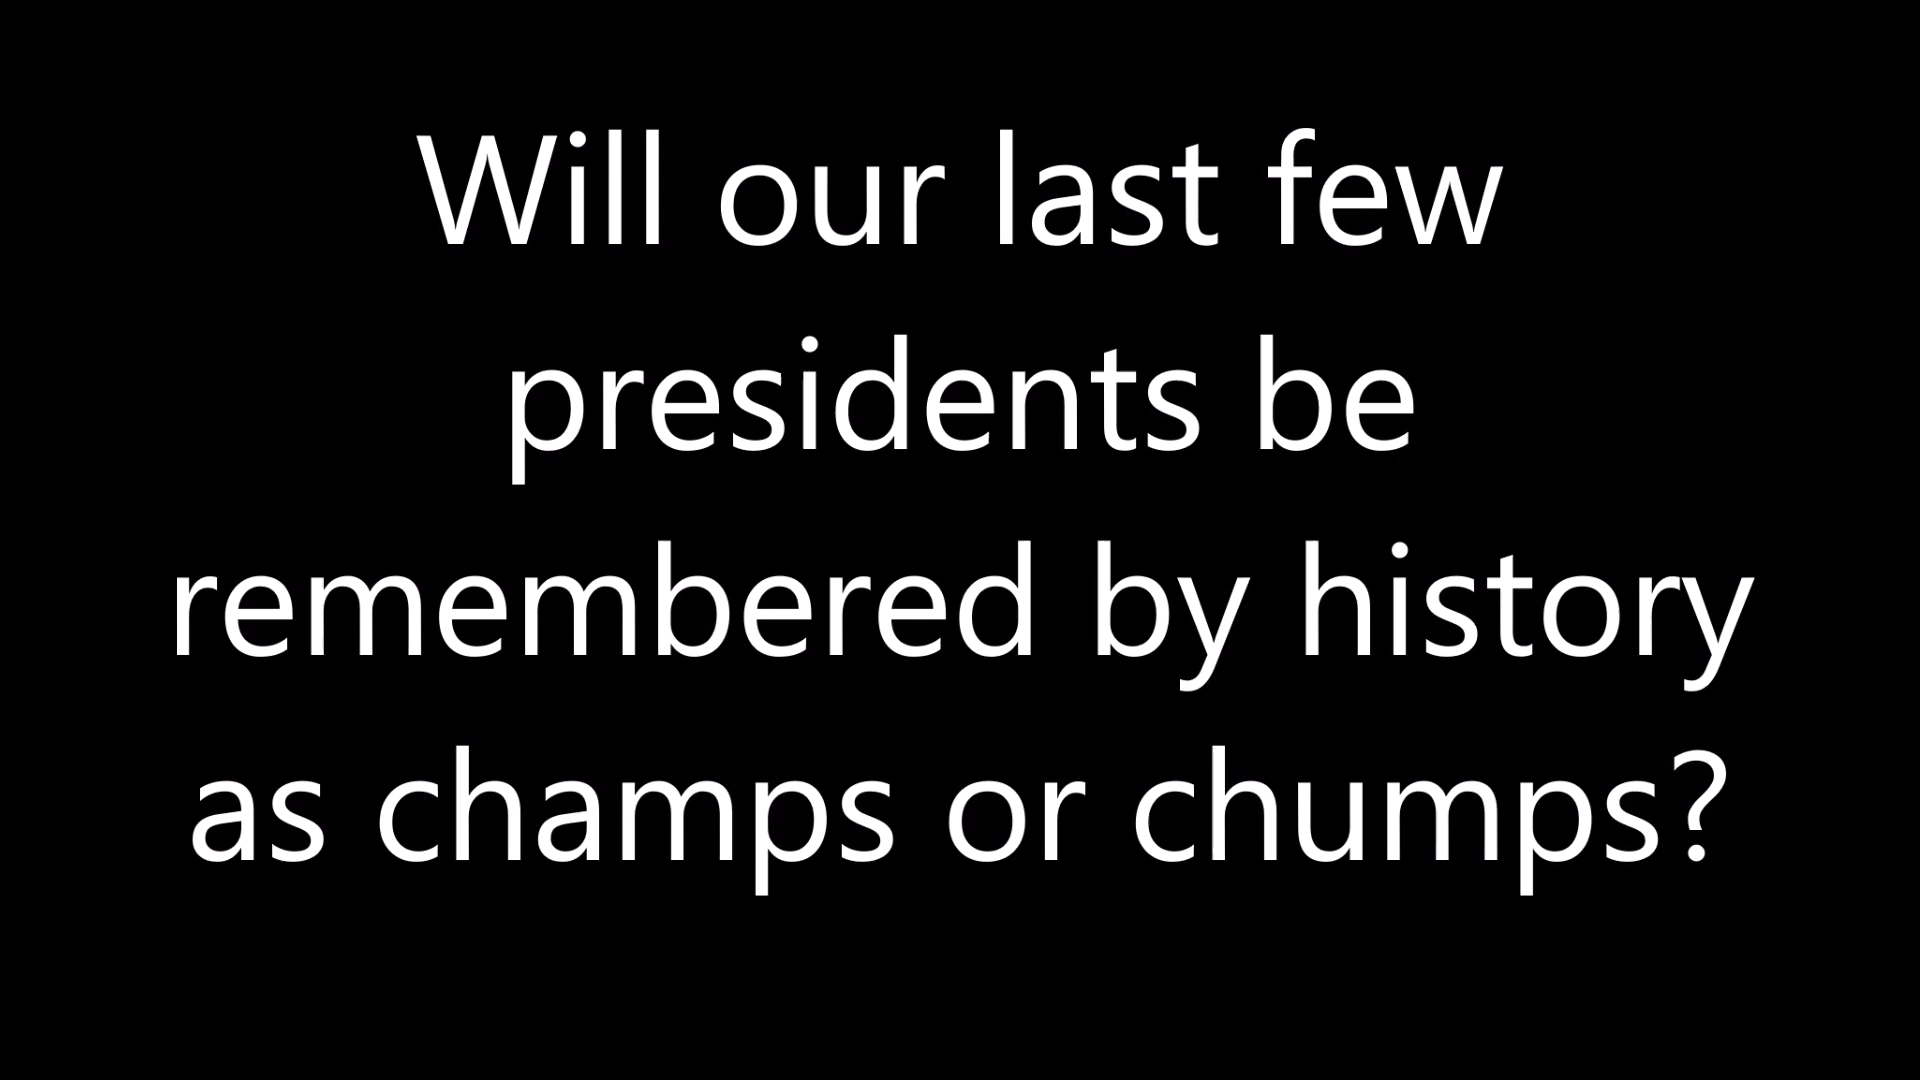 Will our last few
presidents be
remembered by history
as champs or chumps?